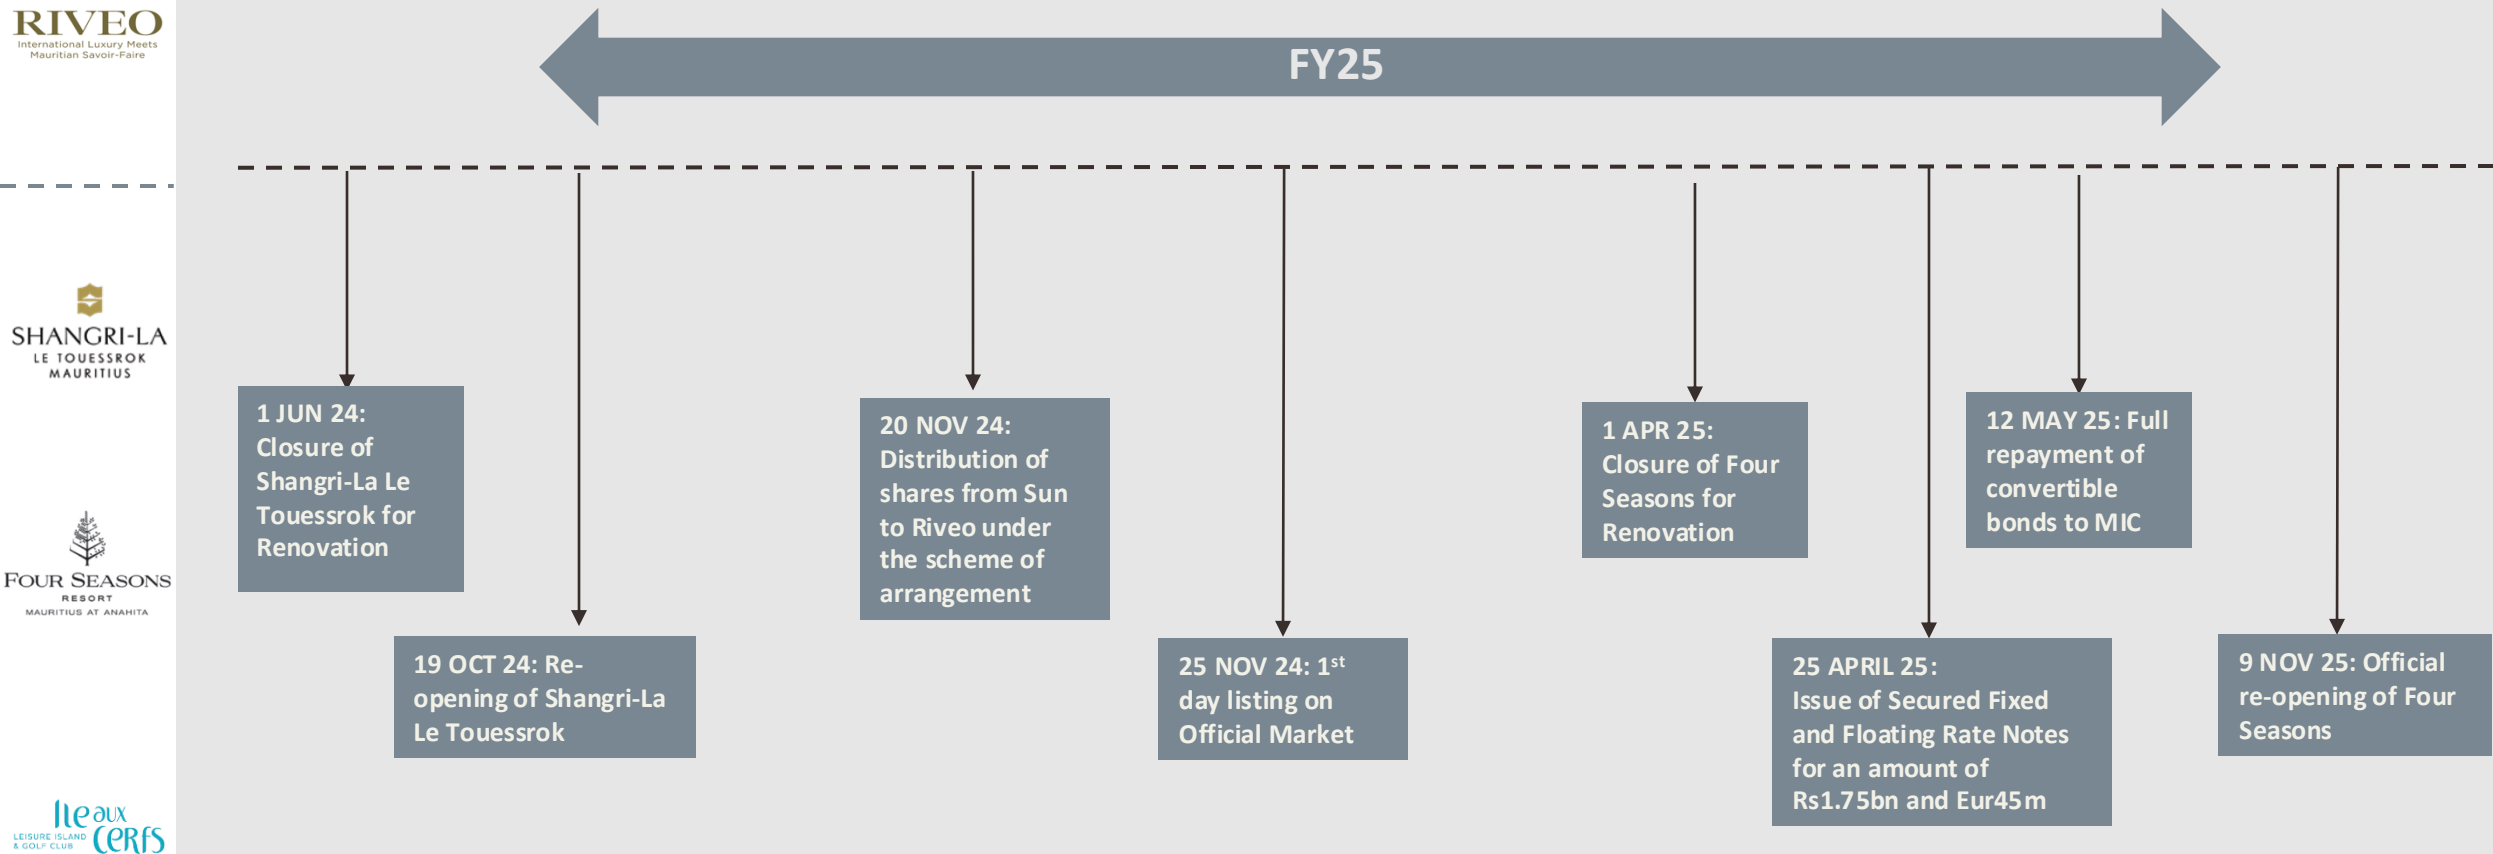 RIVEO
International Luxury Meets
Mauritian Savoir-Faire
FY25
SHANGRI-LA
LE TOUESSROK
MAURITIUS
FOUR SEASONS
RESORT
MAURITIUS AT ANAHITA
Ile aux
LEISURE ISLAND
& GOLF CLUB
CERFS
1 JUN 24:
Closure of
Shangri-La Le
Touessrok for
Renovation
19 OCT 24: Re-
opening of Shangri-La
Le Touessrok
20 NOV 24:
Distribution of
shares from Sun
to Riveo under
the scheme of
arrangement
25 NOV 24: 1st
day listing on
Official Market
1 APR 25:
Closure of Four
Seasons for
Renovation
25 APRIL 25:
Issue of Secured Fixed
and Floating Rate Notes
for an amount of
Rs1.75bn and Eur45m
12 MAY 25: Full
repayment of
convertible
bonds to MIC
9 NOV 25: Official
re-opening of Four
Seasons